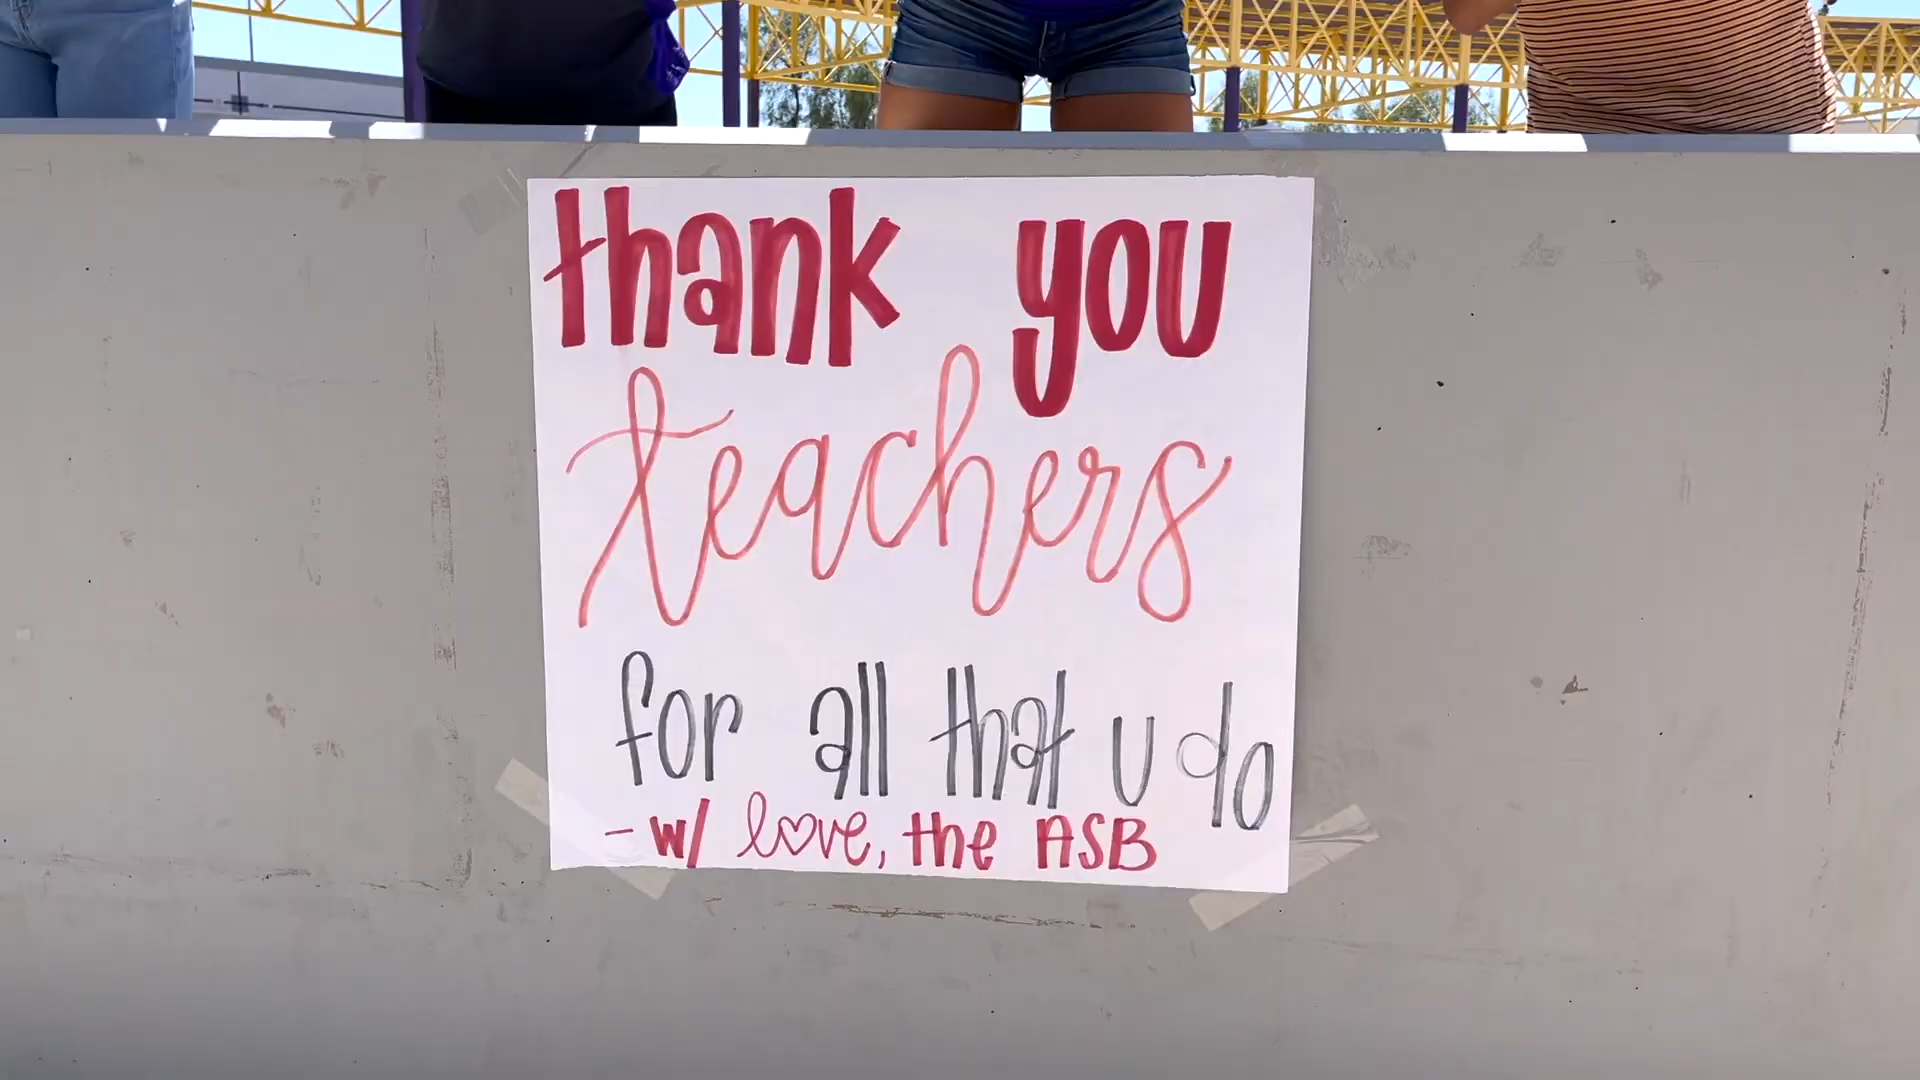 thank you
teachers
for all that u do
- w/ love, the ASB